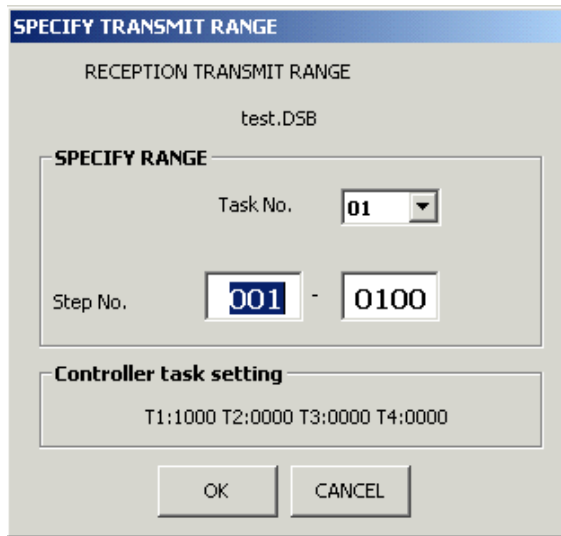 SPECIFY TRANSMIT RANGE
RECEPTION TRANSMIT RANGE
test.DSB
SPECIFY RANGE
Task No. 01
Step No. 001 - 0100
Controller task setting
T1:1000 T2:0000 T3:0000 T4:0000
OK CANCEL